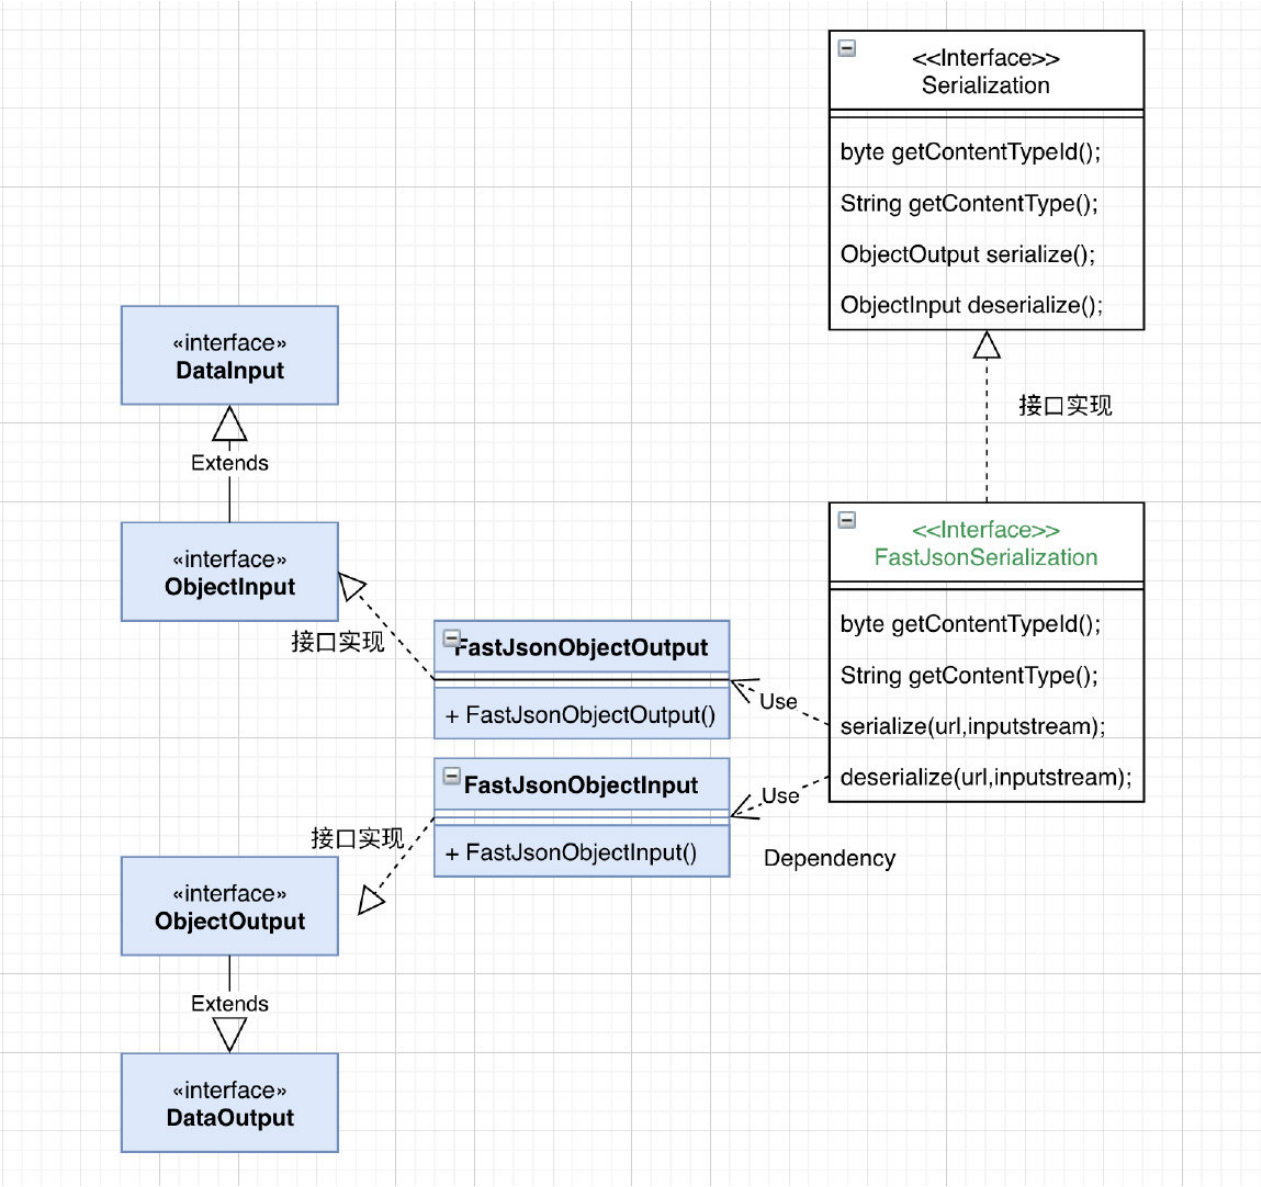 <<Interface>>
Serialization
byte getContentTypeId();
String getContentType();
ObjectOutput serialize();
ObjectInput deserialize();
接口实现
«interface»
DataInput
Extends
«interface»
ObjectInput
接口实现
FastJsonObjectOutput
+ FastJsonObjectOutput()
Use
<<Interface>>
FastJsonSerialization
byte getContentTypeId();
String getContentType();
serialize(url,inputstream);
deserialize(url,inputstream);
FastJsonObjectInput
+ FastJsonObjectInput()
Use
Dependency
接口实现
«interface»
ObjectOutput
Extends
«interface»
DataOutput